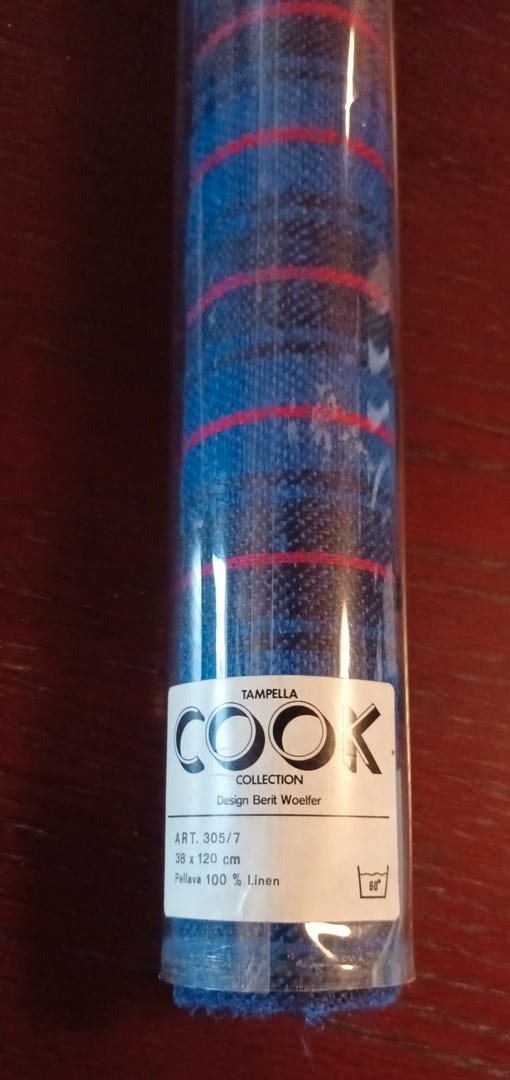 TAMPELLA
COOK
COLLECTION
Design Berit Woelfer
ART. 305/7
38 x 120 cm
Pellava 100 % Linen
60°